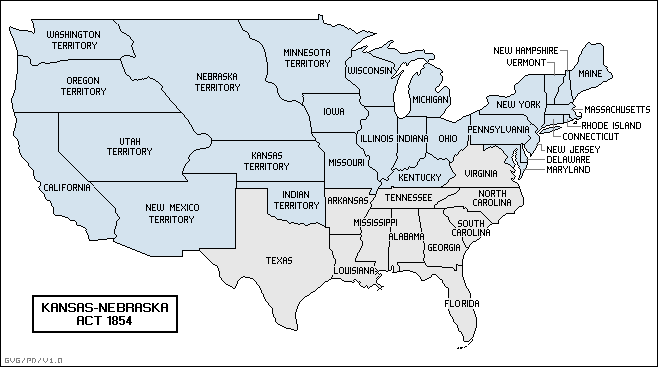 WASHINGTON
TERRITORY
OREGON
TERRITORY
CALIFORNIA
UTAH
TERRITORY
NEW MEXICO
TERRITORY
NEBRASKA
TERRITORY
KANSAS
TERRITORY
INDIAN
TERRITORY
TEXAS
MINNESOTA
TERRITORY
IOWA
MISSOURI
ARKANSAS
LOUISIANA
WISCONSIN
ILLINOIS
MICHIGAN
INDIANA
OHIO
KENTUCKY
TENNESSEE
MISSISSIPPI
ALABAMA
GEORGIA
FLORIDA
SOUTH
CAROLINA
NORTH
CAROLINA
VIRGINIA
PENNSYLVANIA
NEW YORK
NEW HAMPSHIRE
VERMONT
MAINE
MASSACHUSETTS
RHODE ISLAND
CONNECTICUT
NEW JERSEY
DELAWARE
MARYLAND
KANSAS-NEBRASKA
ACT 1854
GVG/PD/V1.0